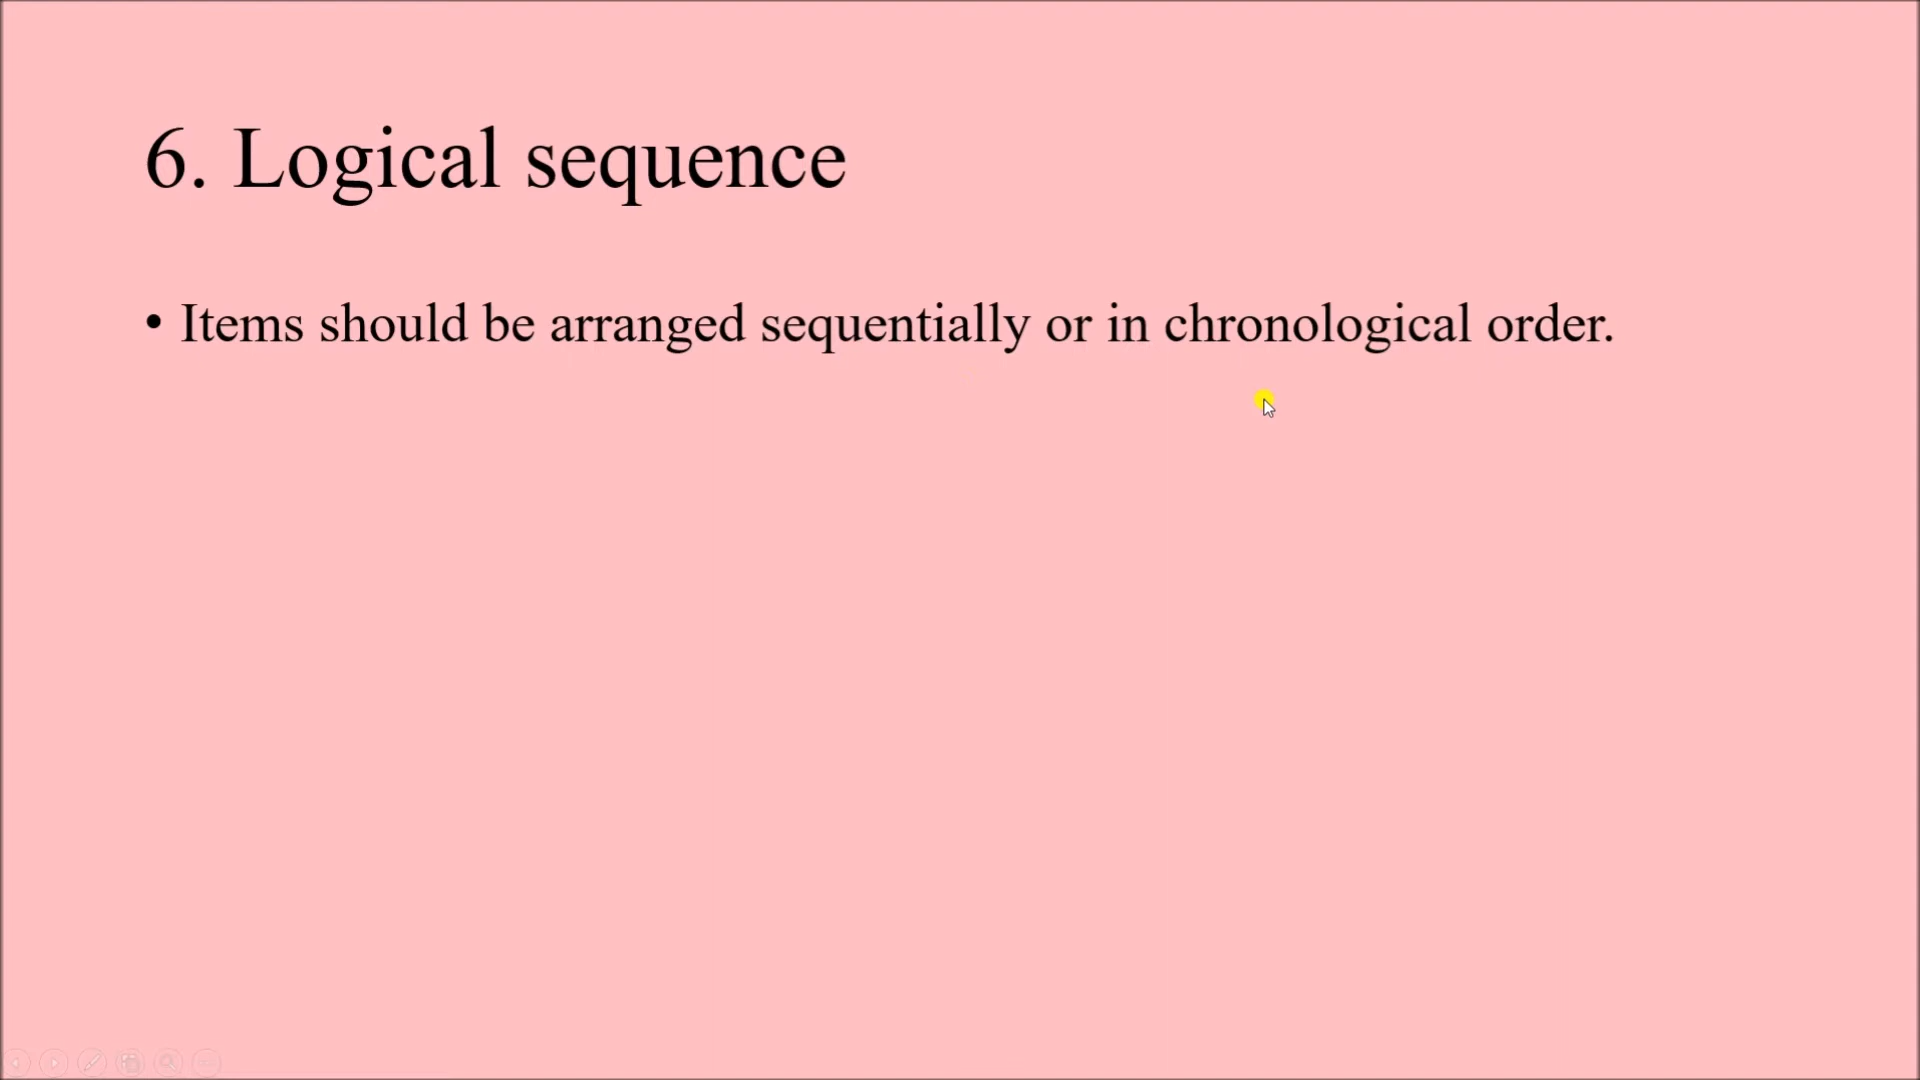 6. Logical sequence
• Items should be arranged sequentially or in chronological order.